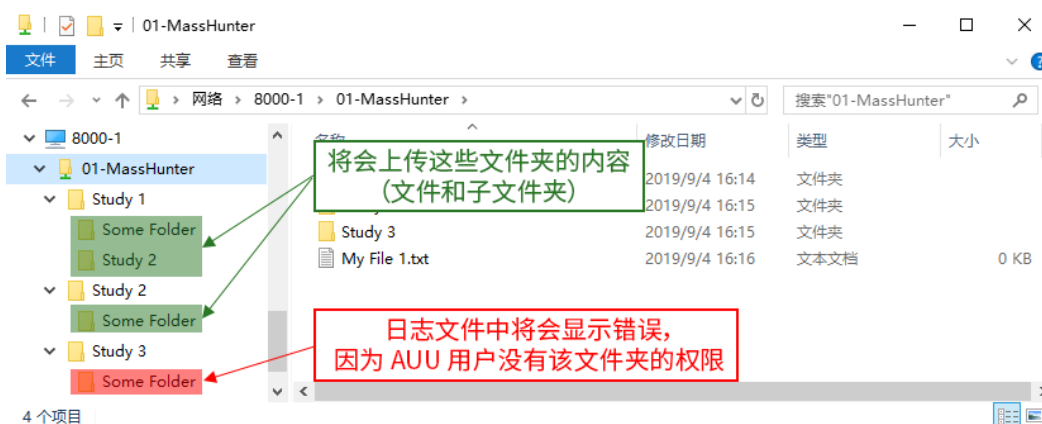 01-MassHunter
文件 主页 共享 查看
网络 8000-1 01-MassHunter
搜索"01-MassHunter"
8000-1
01-MassHunter
Study 1
Some Folder
Study 2
Study 2
Some Folder
Study 3
Some Folder
修改日期 类型 大小
2019/9/4 16:14 文件夹
2019/9/4 16:15 文件夹
Study 3 2019/9/4 16:15 文件夹
My File 1.txt 2019/9/4 16:16 文本文档 0 KB
将会上传这些文件夹的内容
（文件和子文件夹）
日志文件中将会显示错误，
因为 AUU 用户没有该文件夹的权限
4 个项目